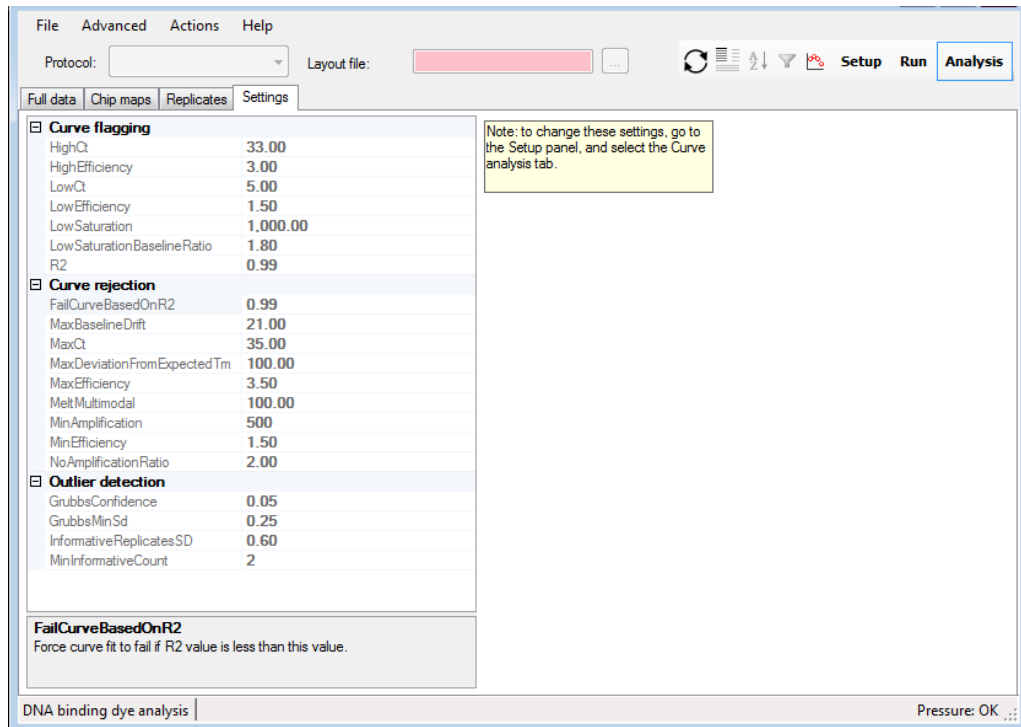 File Advanced Actions Help
Protocol: Layout file: ... A Z Setup Run Analysis
Full data Chip maps Replicates Settings
Curve flagging
HighCt 33.00
HighEfficiency 3.00
LowCt 5.00
LowEfficiency 1.50
LowSaturation 1,000.00
LowSaturationBaselineRatio 1.80
R2 0.99
Curve rejection
FailCurveBasedOnR2 0.99
MaxBaselineDrift 21.00
MaxCt 35.00
MaxDeviationFromExpectedTm 100.00
MaxEfficiency 3.50
MeltMultimodal 100.00
MinAmplification 500
MinEfficiency 1.50
NoAmplificationRatio 2.00
Outlier detection
GrubbsConfidence 0.05
GrubbsMinSd 0.25
InformativeReplicatesSD 0.60
MinInformativeCount 2
Note: to change these settings, go to
the Setup panel, and select the Curve
analysis tab.
FailCurveBasedOnR2
Force curve fit to fail if R2 value is less than this value.
DNA binding dye analysis Pressure: OK